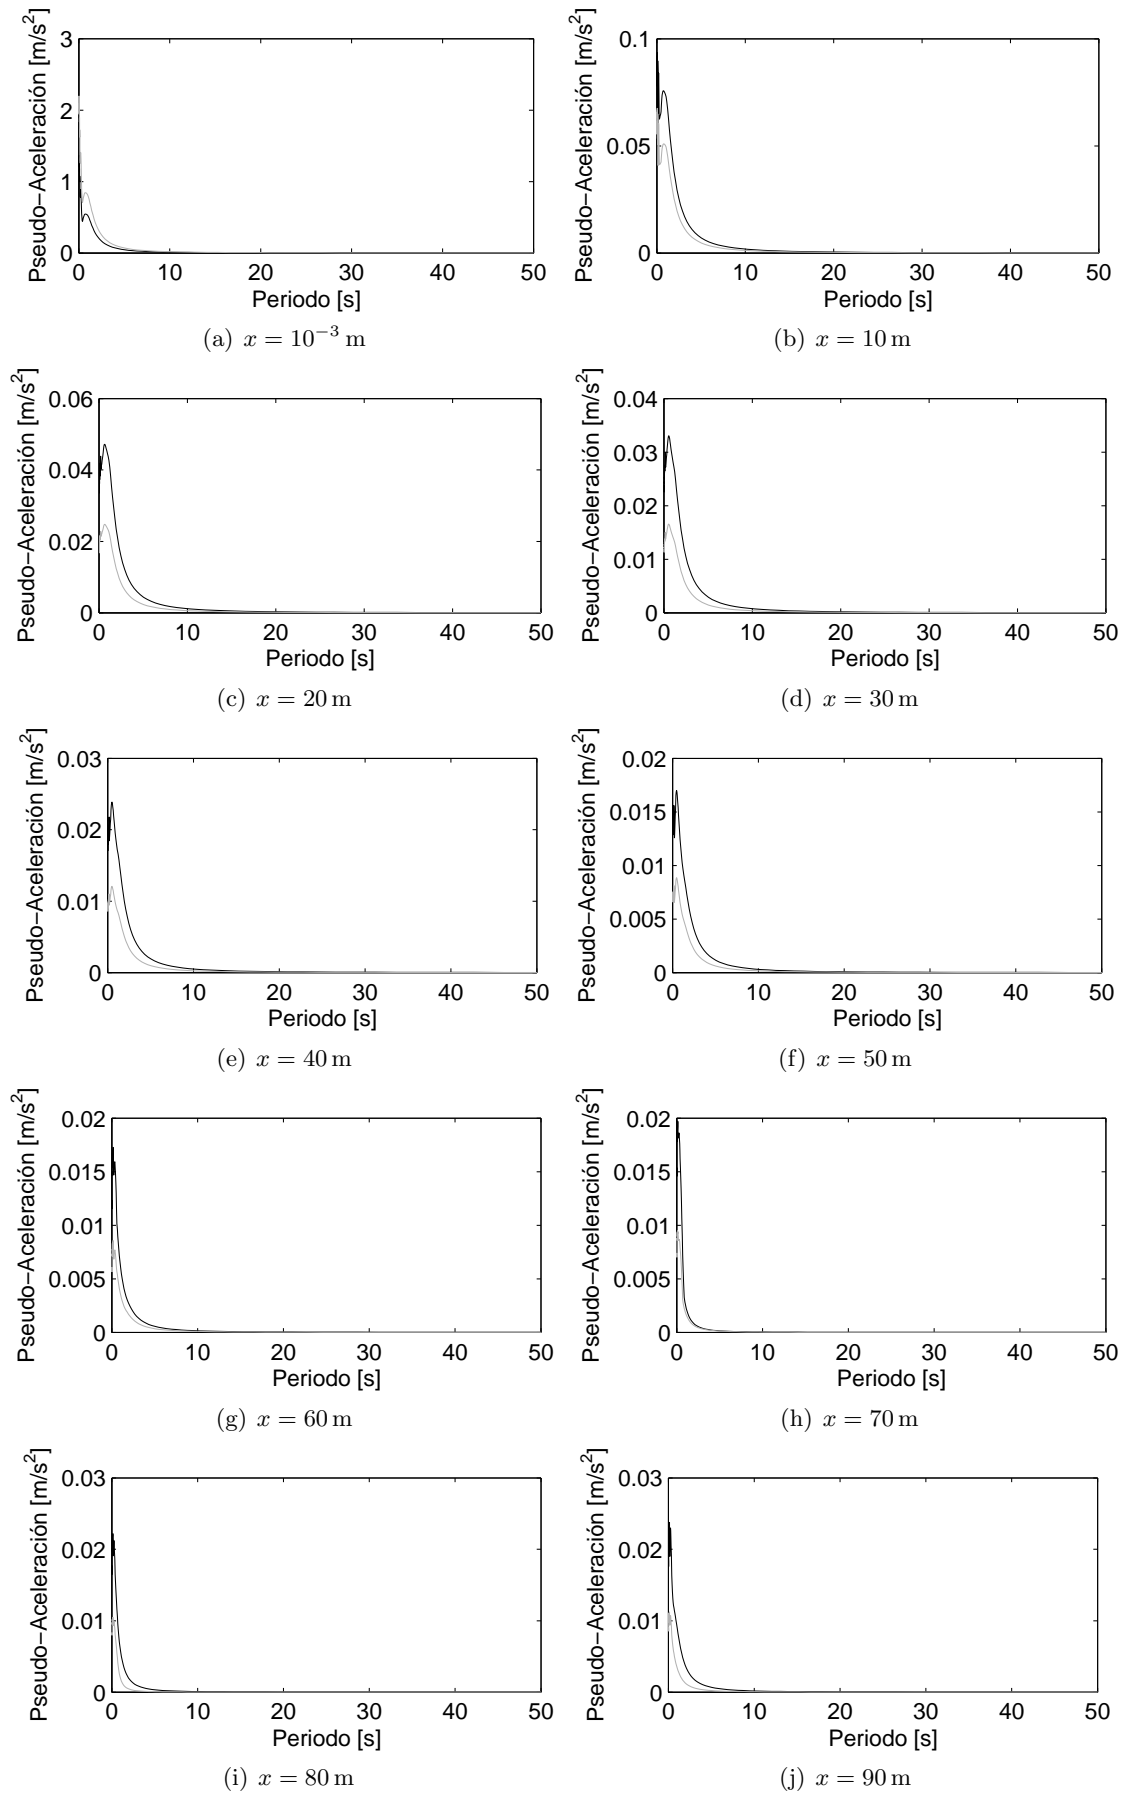 Pseudo−Aceleración [m/s²]
3
2
1
0
0 10 20 30 40 50
Periodo [s]
(a) x = 10⁻³ m
Pseudo−Aceleración [m/s²]
0.1
0.05
0
0 10 20 30 40 50
Periodo [s]
(b) x = 10 m
Pseudo−Aceleración [m/s²]
0.06
0.04
0.02
0
0 10 20 30 40 50
Periodo [s]
(c) x = 20 m
Pseudo−Aceleración [m/s²]
0.04
0.03
0.02
0.01
0
0 10 20 30 40 50
Periodo [s]
(d) x = 30 m
Pseudo−Aceleración [m/s²]
0.03
0.02
0.01
0
0 10 20 30 40 50
Periodo [s]
(e) x = 40 m
Pseudo−Aceleración [m/s²]
0.02
0.015
0.01
0.005
0
0 10 20 30 40 50
Periodo [s]
(f) x = 50 m
Pseudo−Aceleración [m/s²]
0.02
0.015
0.01
0.005
0
0 10 20 30 40 50
Periodo [s]
(g) x = 60 m
Pseudo−Aceleración [m/s²]
0.02
0.015
0.01
0.005
0
0 10 20 30 40 50
Periodo [s]
(h) x = 70 m
Pseudo−Aceleración [m/s²]
0.03
0.02
0.01
0
0 10 20 30 40 50
Periodo [s]
(i) x = 80 m
Pseudo−Aceleración [m/s²]
0.03
0.02
0.01
0
0 10 20 30 40 50
Periodo [s]
(j) x = 90 m